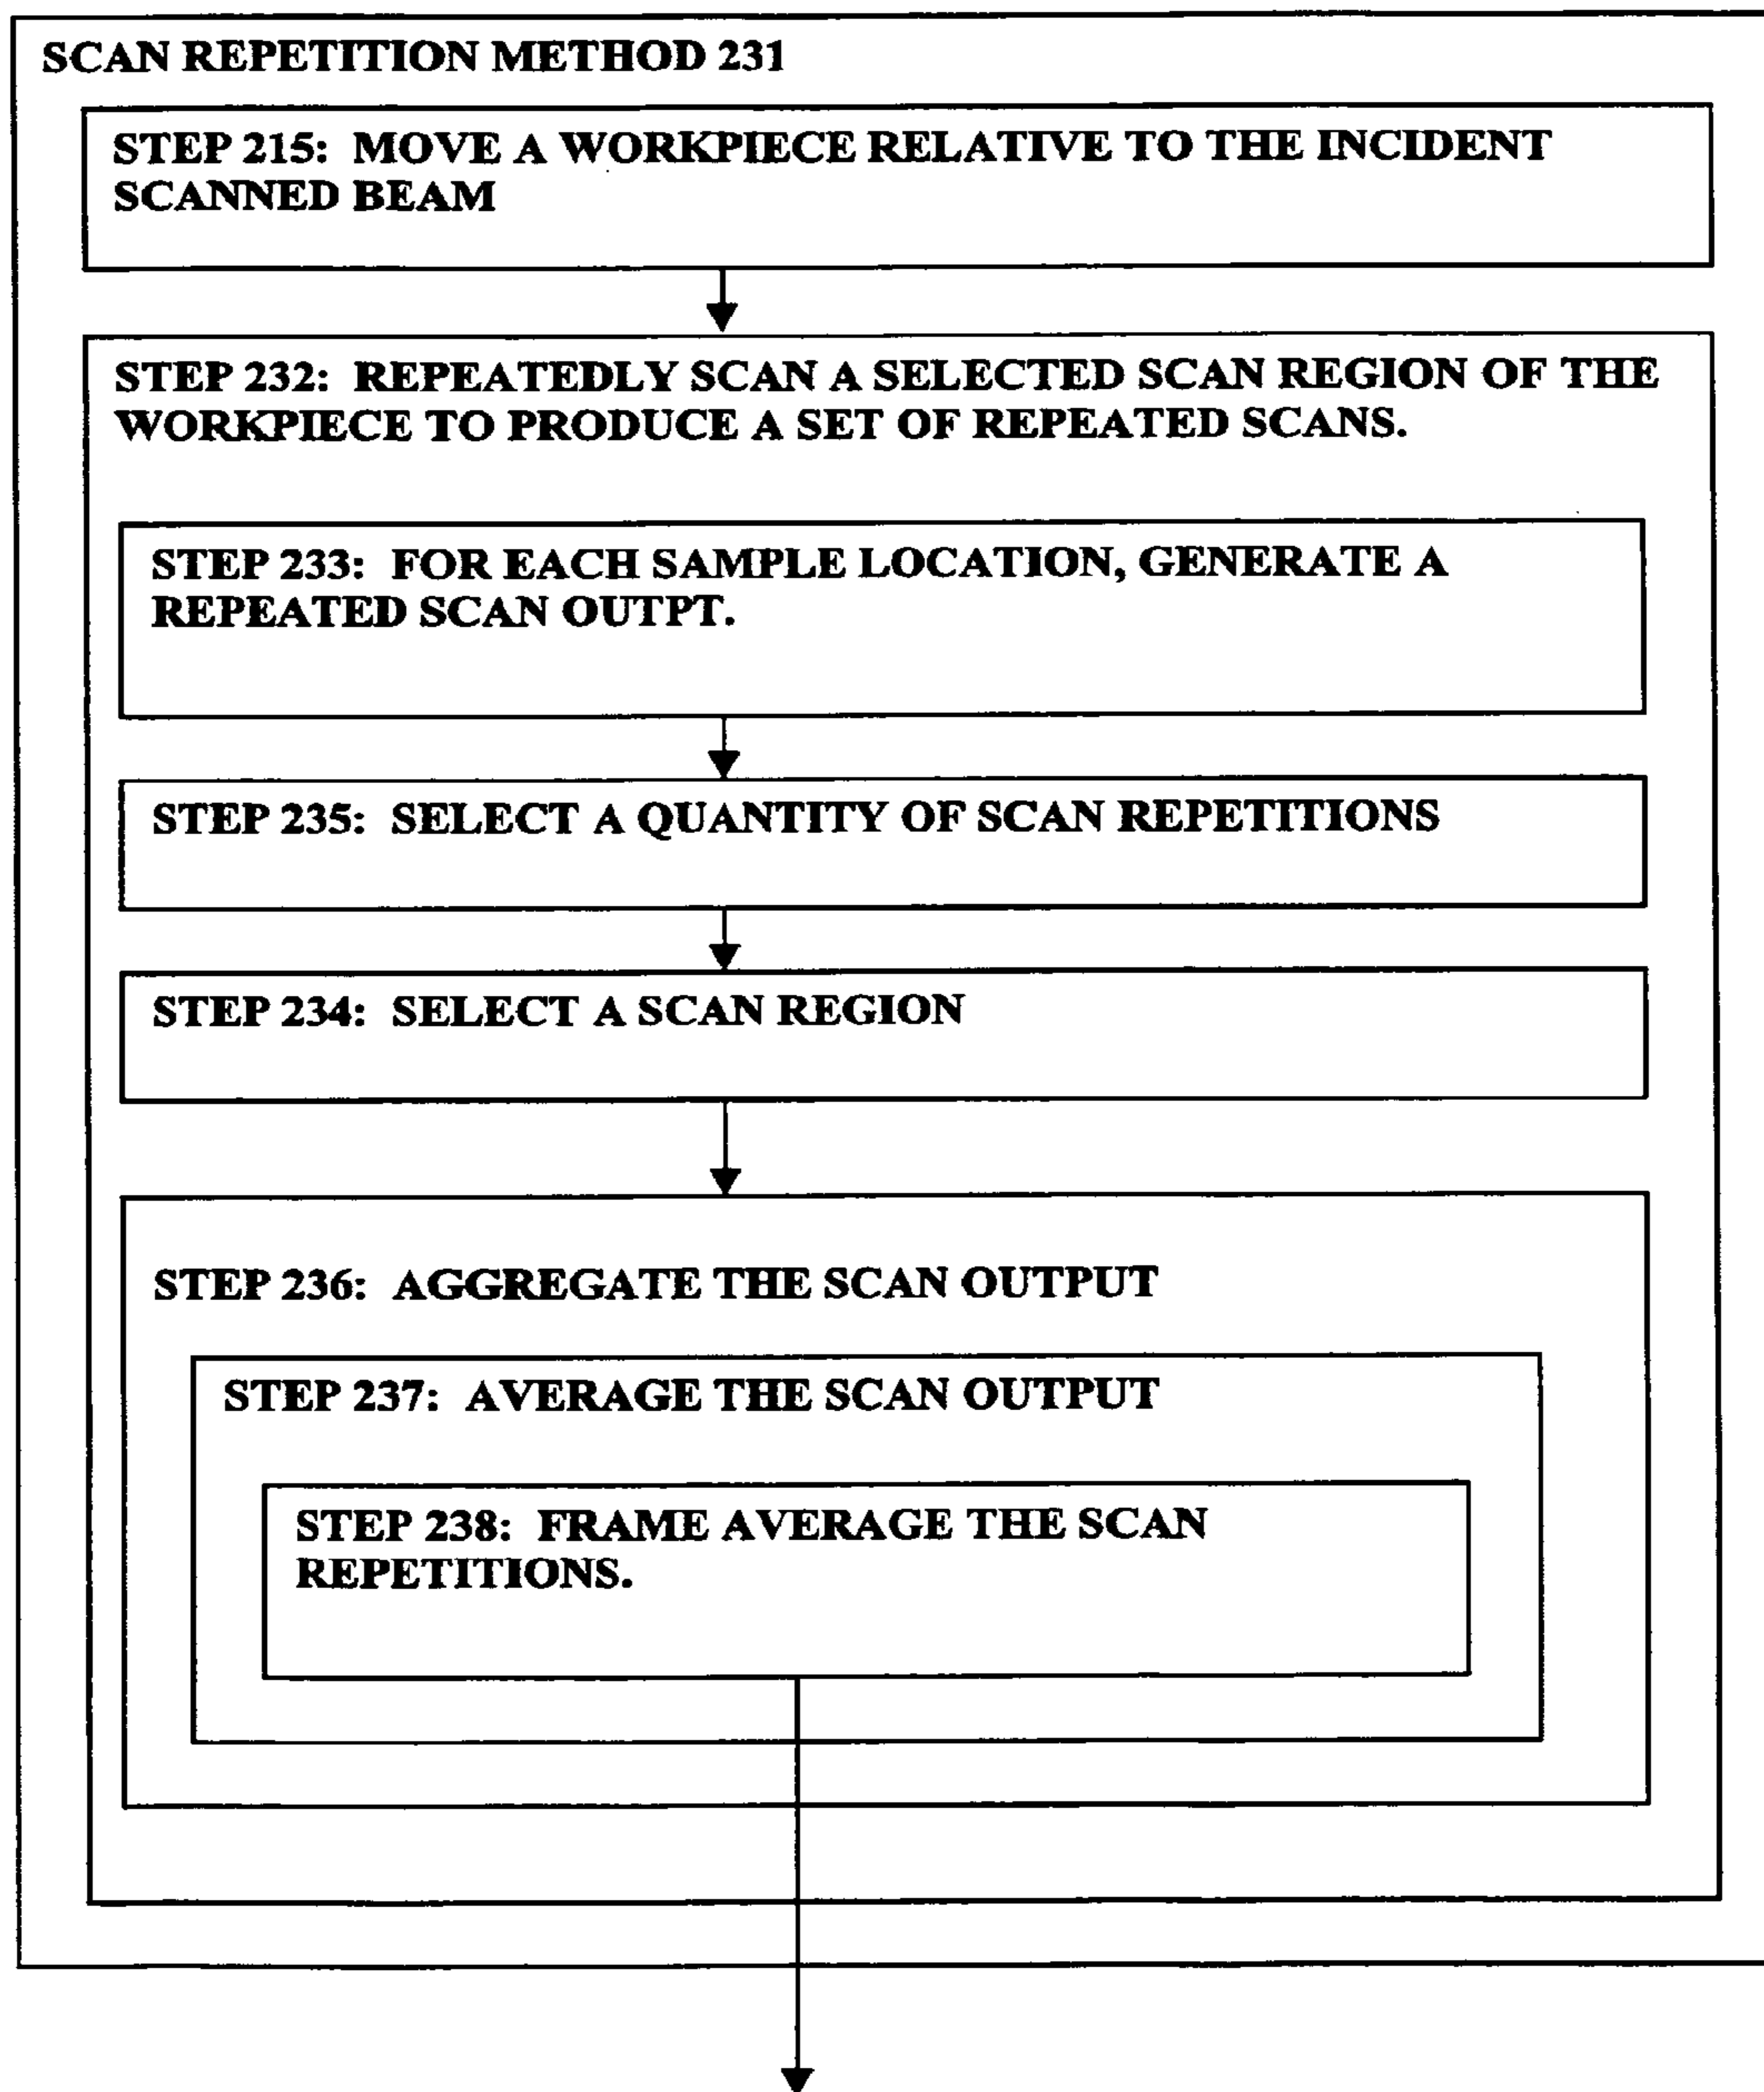 SCAN REPETITION METHOD 231
STEP 215: MOVE A WORKPIECE RELATIVE TO THE INCIDENT
SCANNED BEAM
STEP 232: REPEATEDLY SCAN A SELECTED SCAN REGION OF THE
WORKPIECE TO PRODUCE A SET OF REPEATED SCANS.
STEP 233: FOR EACH SAMPLE LOCATION, GENERATE A
REPEATED SCAN OUTPT.
STEP 235: SELECT A QUANTITY OF SCAN REPETITIONS
STEP 234: SELECT A SCAN REGION
STEP 236: AGGREGATE THE SCAN OUTPUT
STEP 237: AVERAGE THE SCAN OUTPUT
STEP 238: FRAME AVERAGE THE SCAN
REPETITIONS.